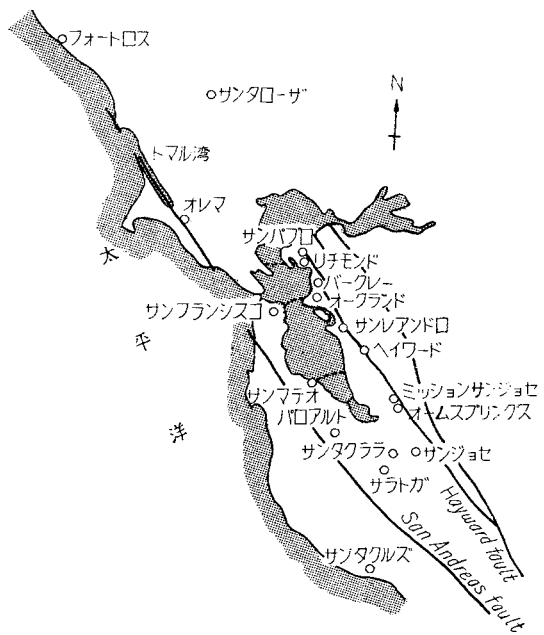 フォートロス
サンタローザ
N
トマル湾
オレマ
太平洋
サンパブロ
リチモンド
バークレー
オークランド
サンフランシスコ
サンレアンドロ
ヘイワード
サンマテオ
ミッションサンジョセ
パロアルト
オームスプリンクス
サンタクララ
サンジョセ
サラトガ
Hayward fault
San Andreas fault
サンタクルズ